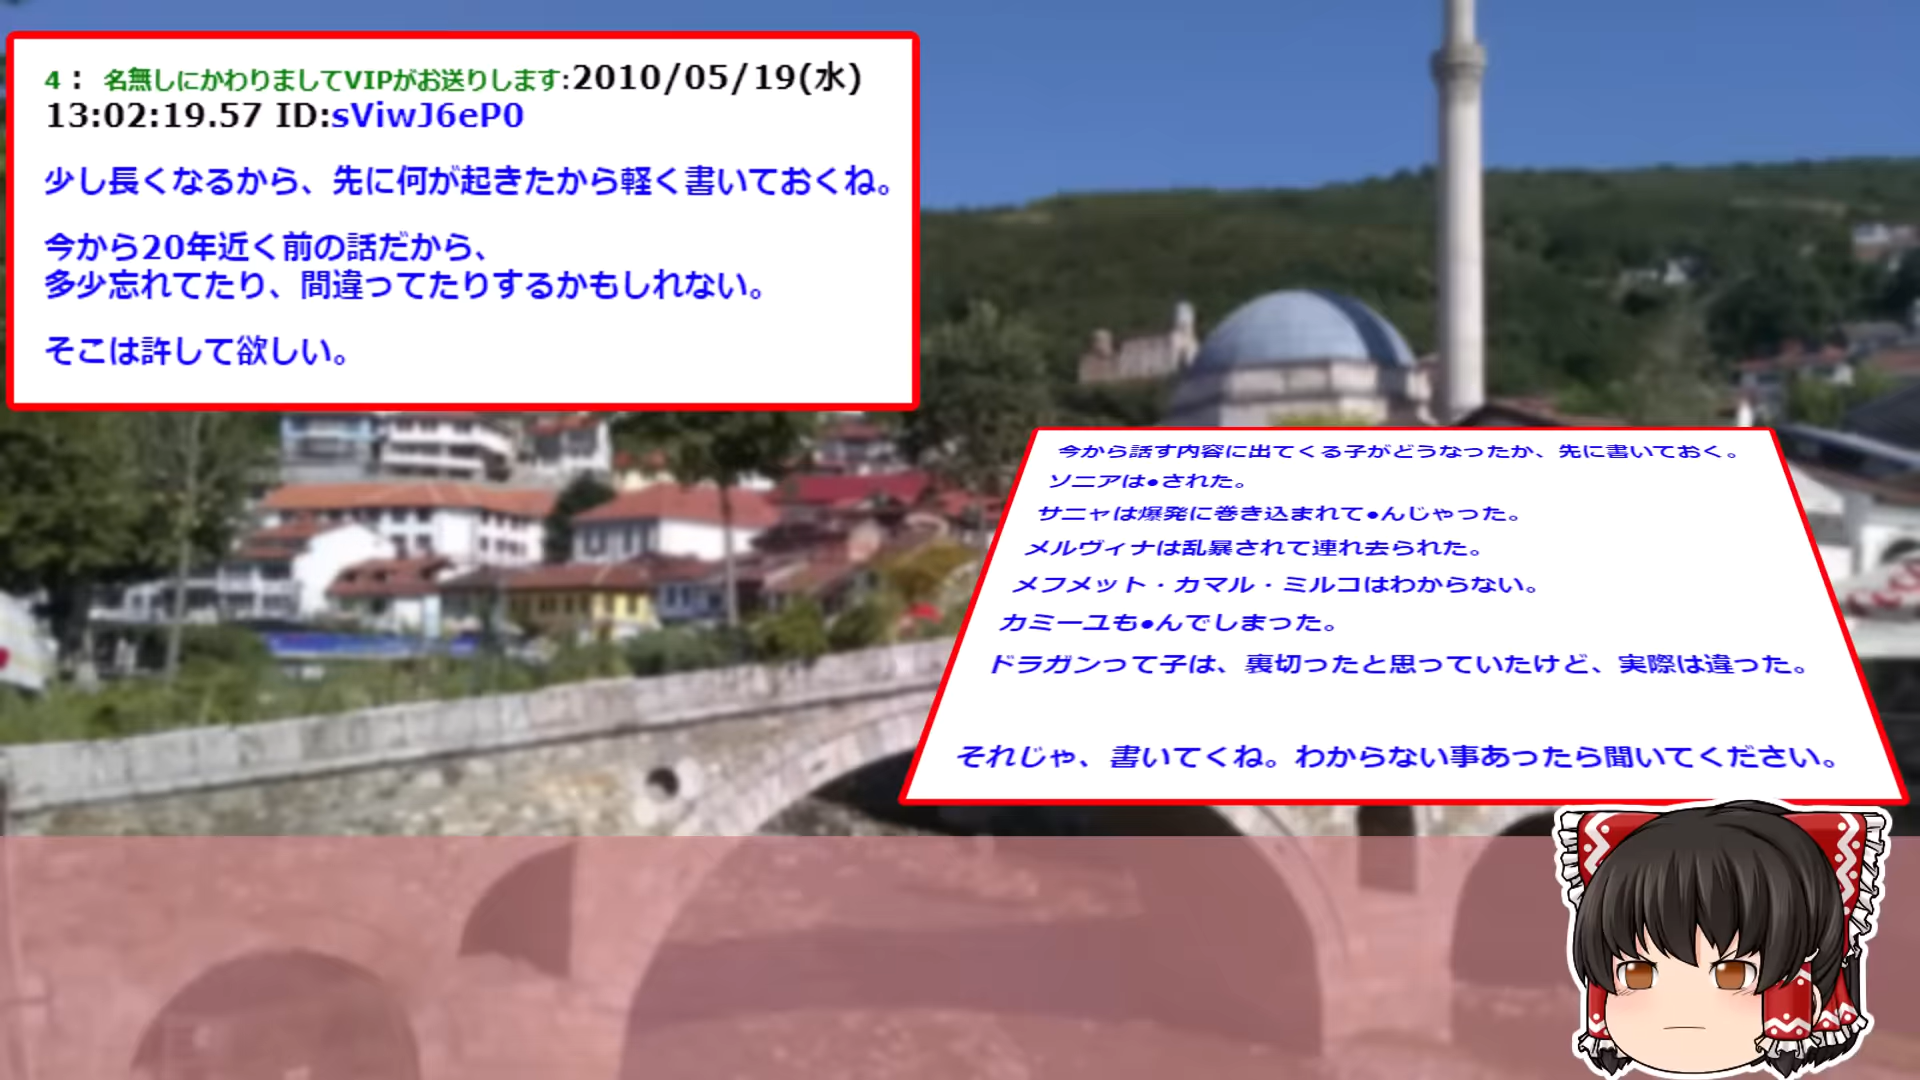 4： 名無しにかわりましてVIPがお送りします:2010/05/19(水)
13:02:19.57 ID:sViwJ6eP0
少し長くなるから、先に何が起きたから軽く書いておくね。
今から20年近く前の話だから、
多少忘れてたり、間違ってたりするかもしれない。
そこは許して欲しい。
今から話す内容に出てくる子がどうなったか、先に書いておく。
ソニアは●された。
サニャは爆発に巻き込まれて●んじゃった。
メルヴィナは乱暴されて連れ去られた。
メフメット・カマル・ミルコはわからない。
カミーユも●んでしまった。
ドラガンって子は、裏切ったと思っていたけど、実際は違った。
それじゃ、書いてくね。わからない事あったら聞いてください。